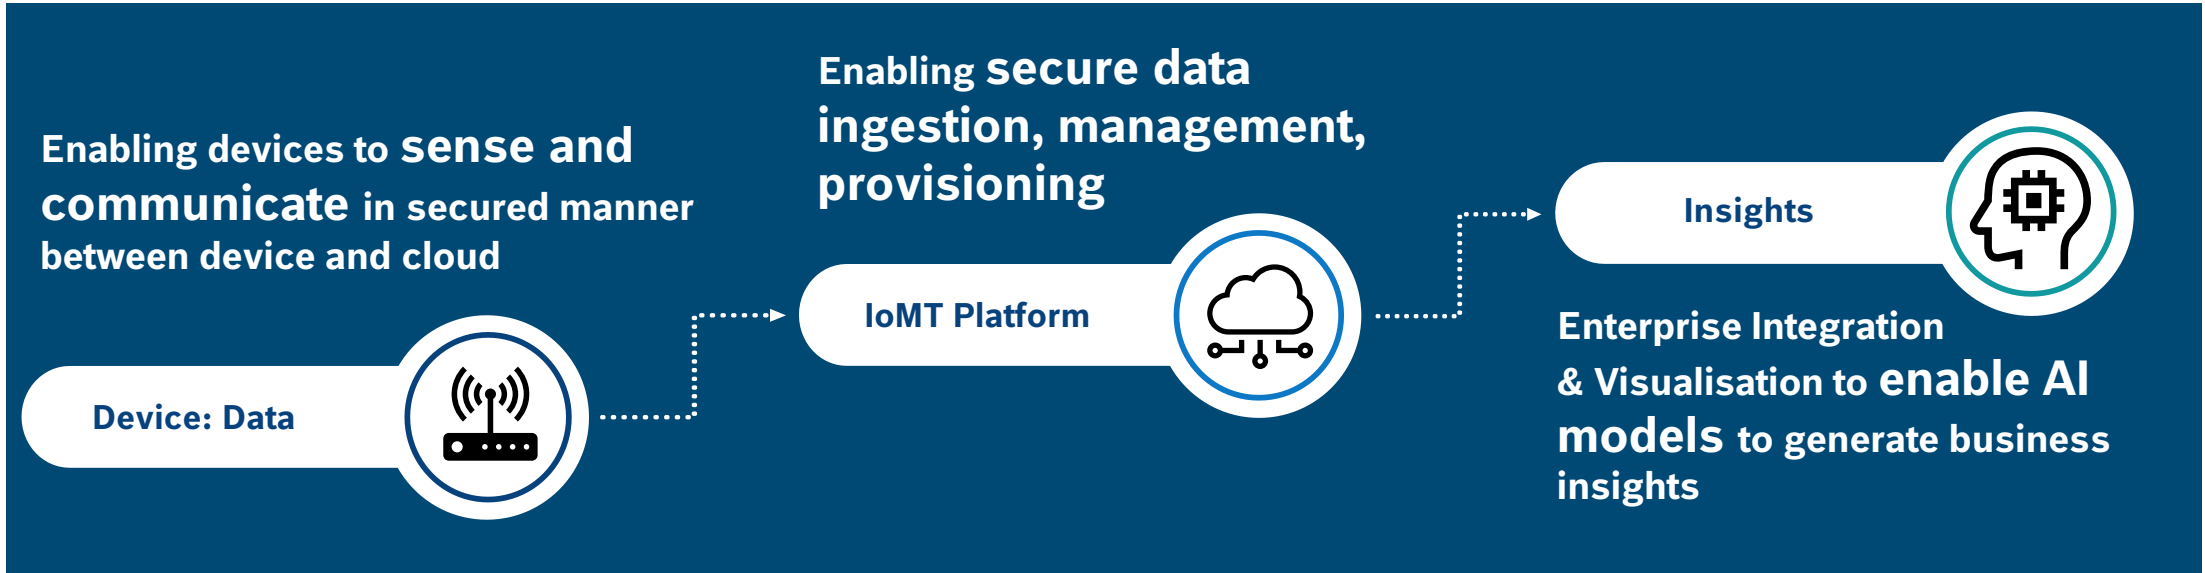 Enabling devices to sense and
communicate in secured manner
between device and cloud
Device: Data
Enabling secure data
ingestion, management,
provisioning
IoMT Platform
Insights
Enterprise Integration
& Visualisation to enable AI
models to generate business
insights